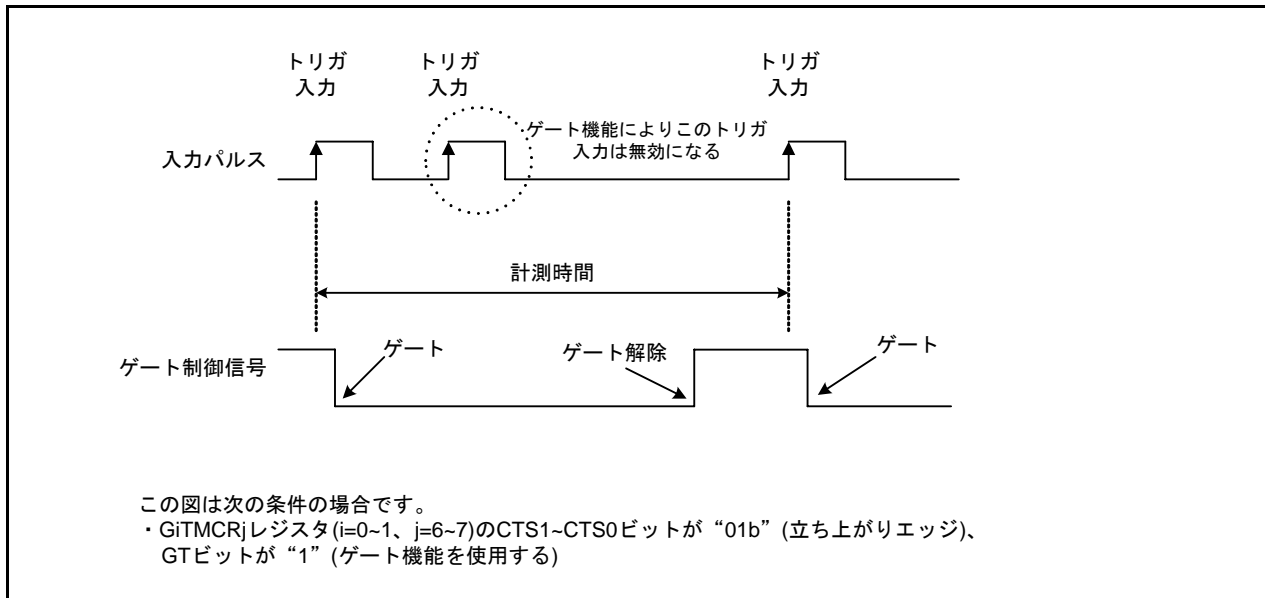 トリガ
入力
トリガ
入力
トリガ
入力
ゲート機能によりこのトリガ
入力は無効になる
入力パルス
計測時間
ゲート
ゲート解除
ゲート
ゲート制御信号
この図は次の条件の場合です。
・GiTMCRjレジスタ(i=0~1、j=6~7)のCTS1~CTS0ビットが“01b”(立ち上がりエッジ)、
GTビットが“1”(ゲート機能を使用する)